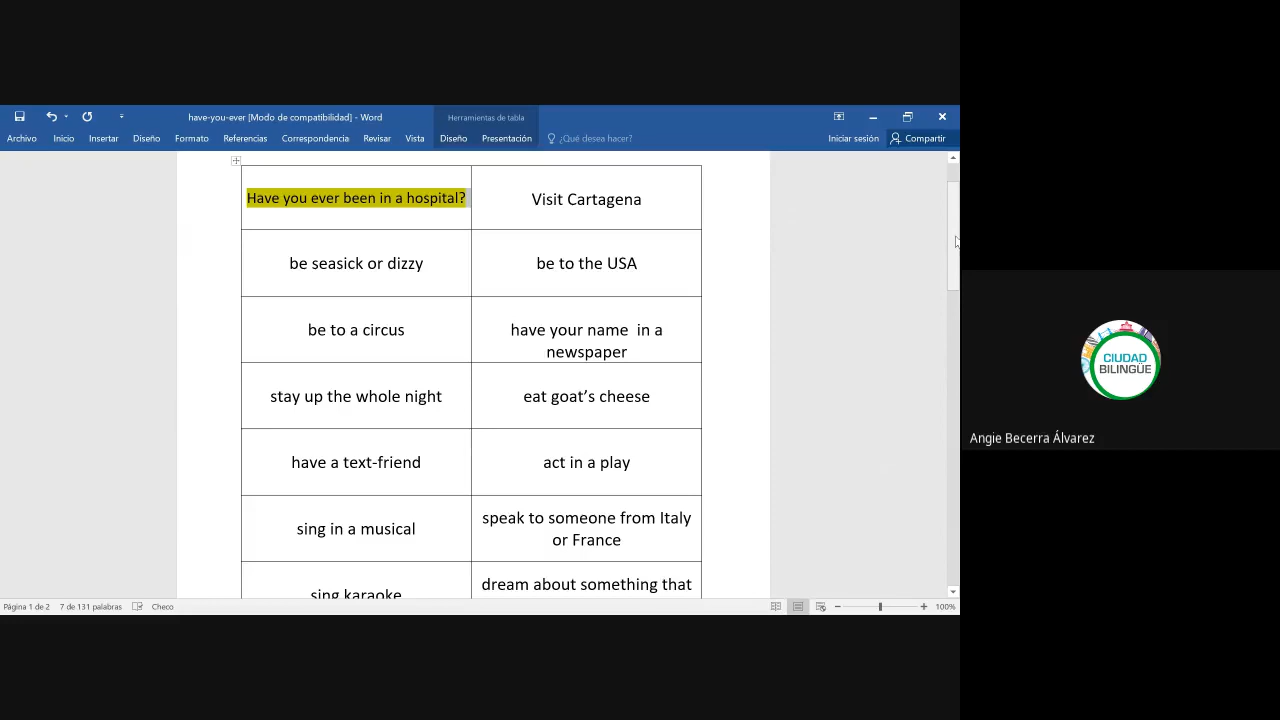 have-you-ever [Modo de compatibilidad] - Word
Herramientas de tabla
Archivo Inicio Insertar Diseño Formato Referencias Correspondencia Revisar Vista Diseño Presentación ¿Qué desea hacer? Iniciar sesión Compartir
Have you ever been in a hospital?
Visit Cartagena
be seasick or dizzy
be to the USA
be to a circus
have your name in a
newspaper
stay up the whole night
eat goat's cheese
have a text-friend
act in a play
sing in a musical
speak to someone from Italy
or France
sing karaoke
dream about something that
Página 1 de 2 7 de 131 palabras Checo 100%
CIUDAD
BILINGÜE
Angie Becerra Álvarez